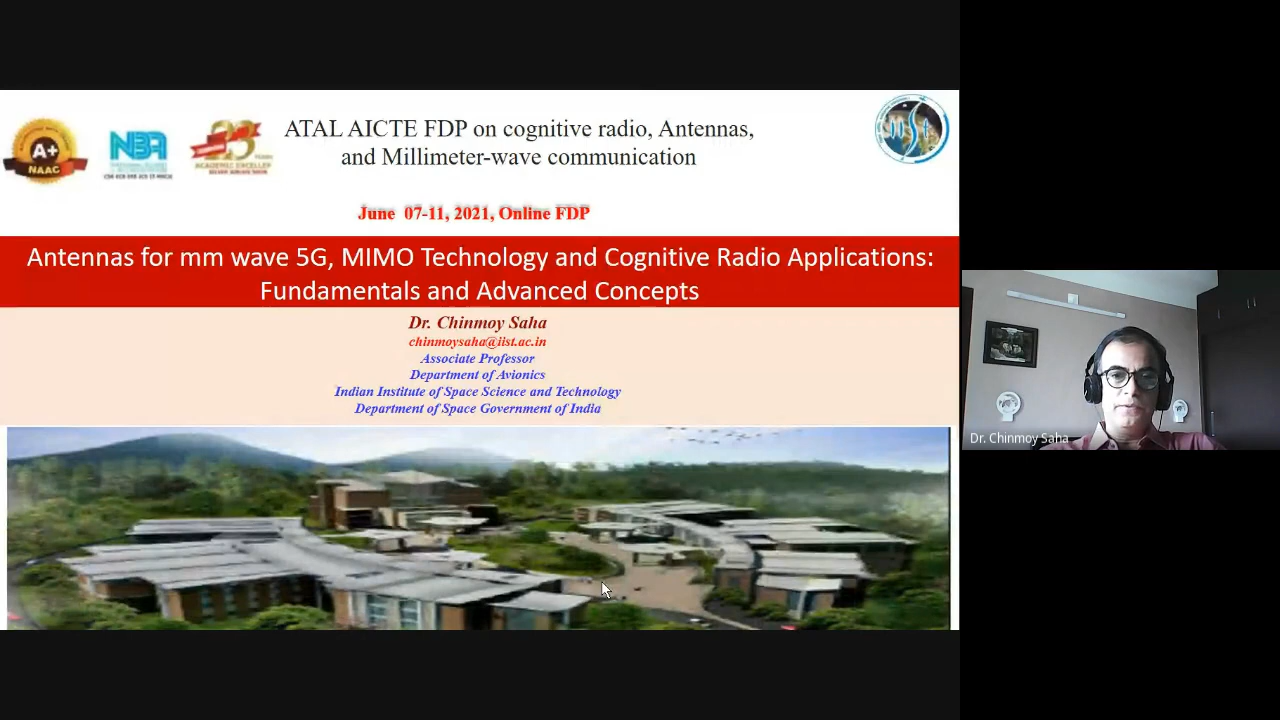 ATAL AICTE FDP on cognitive radio, Antennas,
and Millimeter-wave communication
A+
NAAC
NBA
June 07-11, 2021, Online FDP
Antennas for mm wave 5G, MIMO Technology and Cognitive Radio Applications:
Fundamentals and Advanced Concepts
Dr. Chinmoy Saha
chinmoysaha@iist.ac.in
Associate Professor
Department of Avionics
Indian Institute of Space Science and Technology
Department of Space Government of India
Dr. Chinmoy Saha